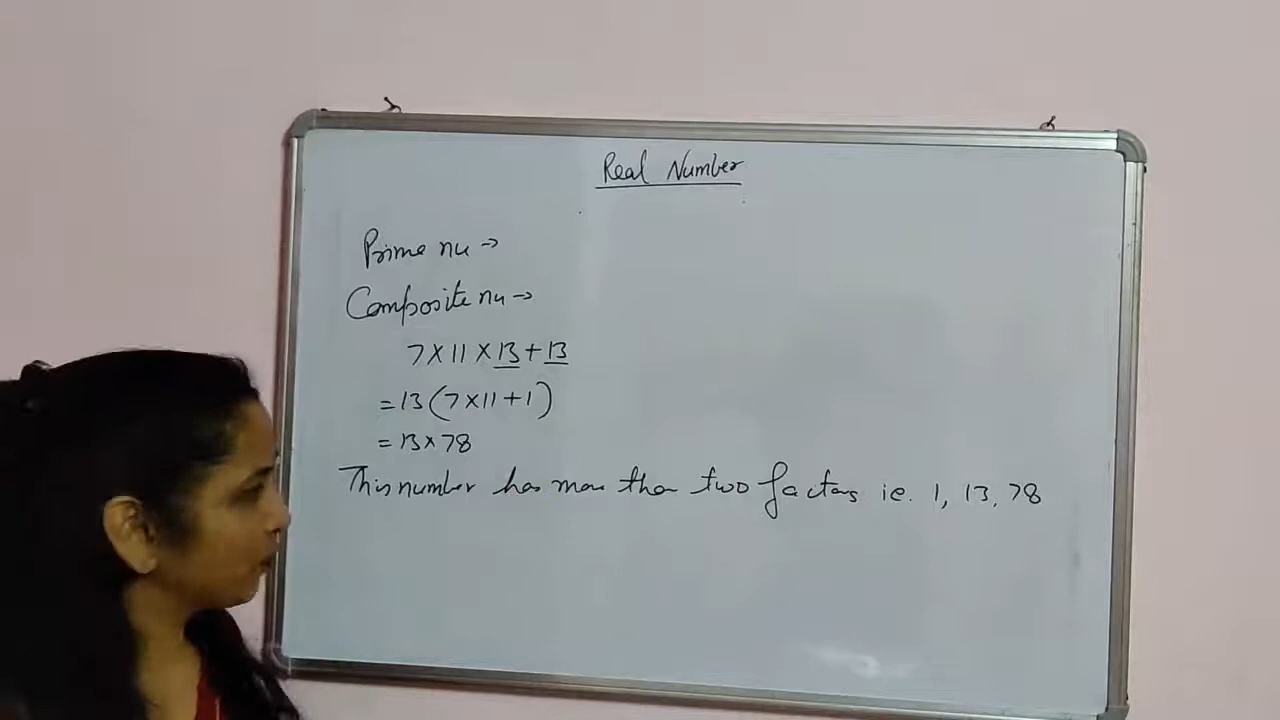 Real Number
Prime nu →
Composite nu →
7 × 11 × 13 + 13
= 13 (7 × 11 + 1)
= 13 × 78
This number has more than two factors ie. 1, 13, 78